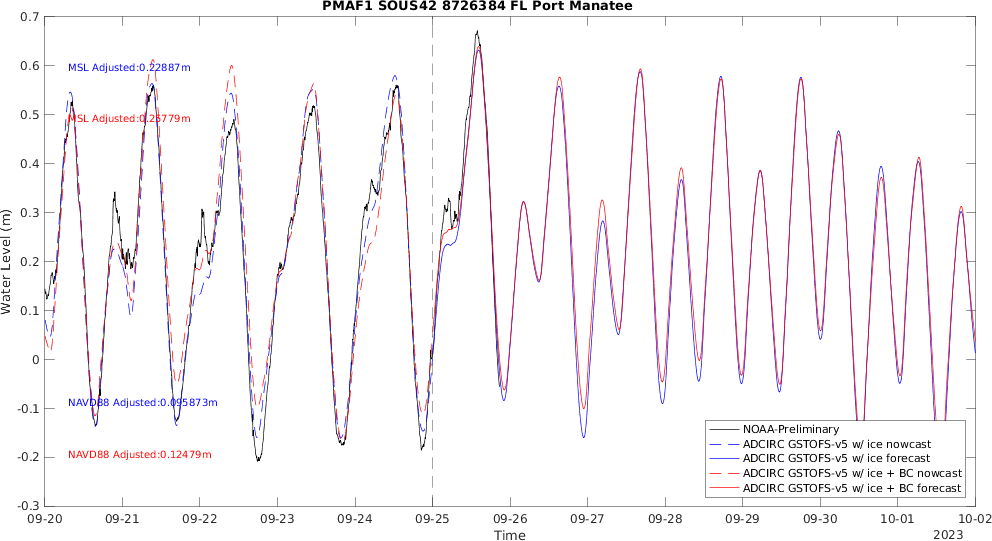 PMAF1 SOUS42 8726384 FL Port Manatee
0.7
0.6
0.5
0.4
0.3
0.2
0.1
0
-0.1
-0.2
-0.3
Water Level (m)
MSL Adjusted:0.22887m
MSL Adjusted:0.25779m
NAVD88 Adjusted:0.095873m
NAVD88 Adjusted:0.12479m
NOAA-Preliminary
ADCIRC GSTOFS-v5 w/ ice nowcast
ADCIRC GSTOFS-v5 w/ ice forecast
ADCIRC GSTOFS-v5 w/ ice + BC nowcast
ADCIRC GSTOFS-v5 w/ ice + BC forecast
09-20 09-21 09-22 09-23 09-24 09-25 09-26 09-27 09-28 09-29 09-30 10-01 10-02
Time
2023